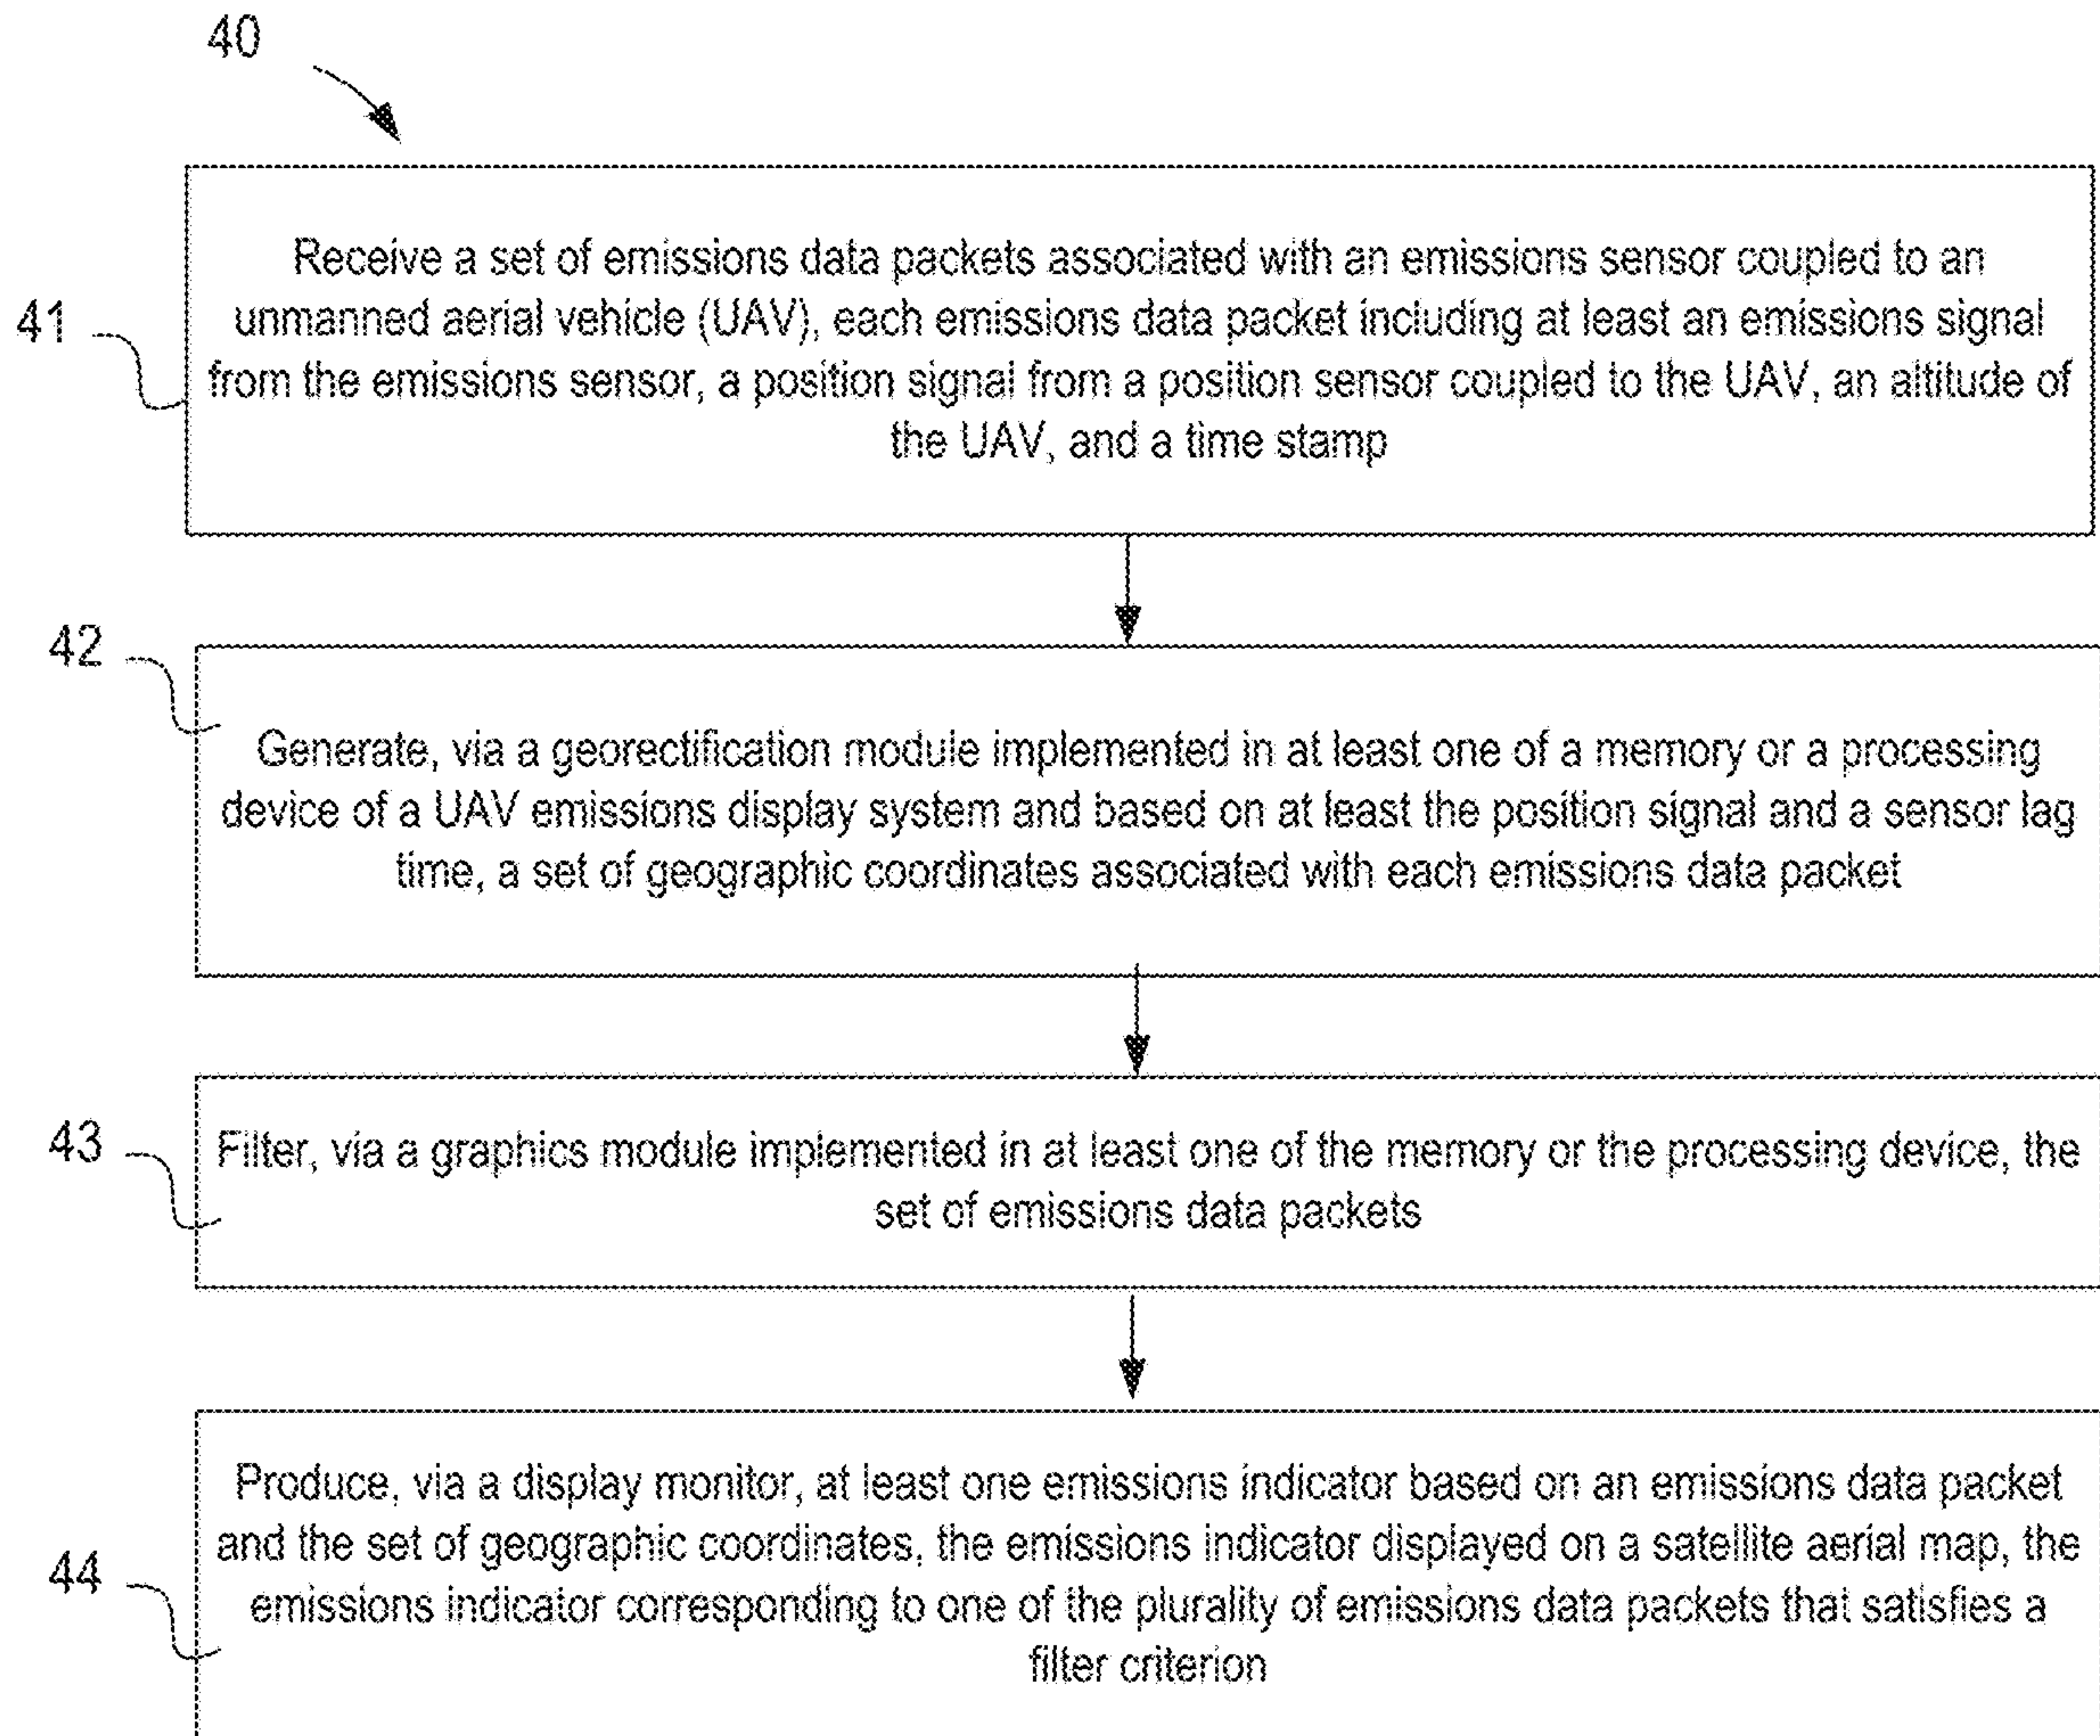 40
41
Receive a set of emissions data packets associated with an emissions sensor coupled to an
unmanned aerial vehicle (UAV), each emissions data packet including at least an emissions signal
from the emissions sensor, a position signal from a position sensor coupled to the UAV, an altitude of
the UAV, and a time stamp
42
Generate, via a georectification module implemented in at least one of a memory or a processing
device of a UAV emissions display system and based on at least the position signal and a sensor lag
time, a set of geographic coordinates associated with each emissions data packet
43
Filter, via a graphics module implemented in at least one of the memory or the processing device, the
set of emissions data packets
44
Produce, via a display monitor, at least one emissions indicator based on an emissions data packet
and the set of geographic coordinates, the emissions indicator displayed on a satellite aerial map, the
emissions indicator corresponding to one of the plurality of emissions data packets that satisfies a
filter criterion